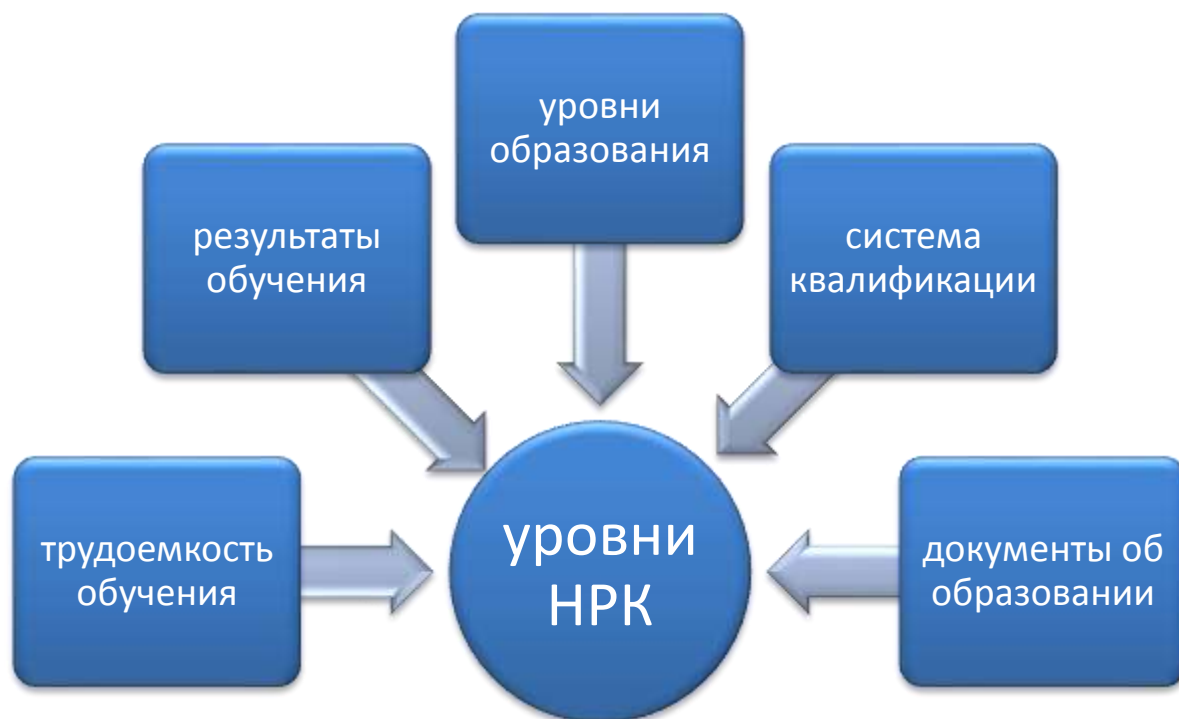 уровни
образования
результаты
обучения
система
квалификации
трудоемкость
обучения
уровни
НРК
документы об
образовании